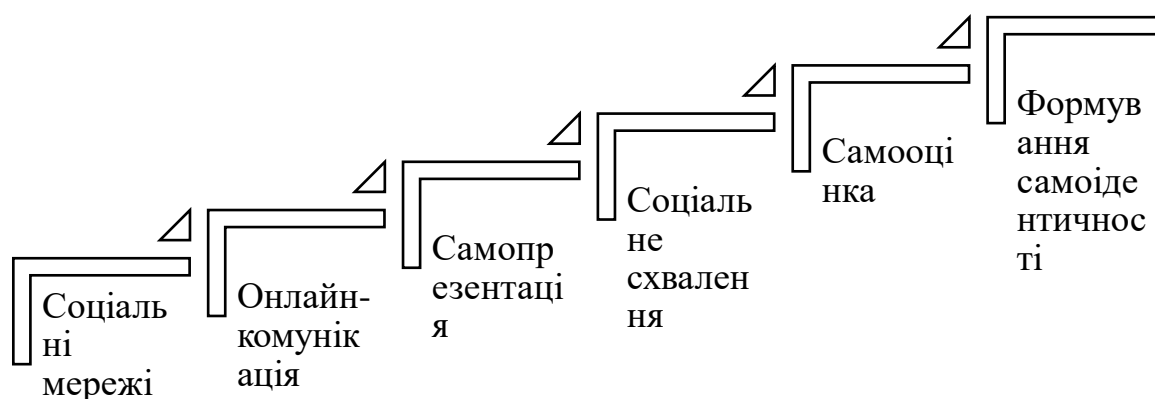 Соціаль
ні
мережі
Онлайн-
комунік
ація
Самопр
езентаці
я
Соціаль
не
схвален
ня
Самооці
нка
Формув
ання
самоіде
нтичнос
ті